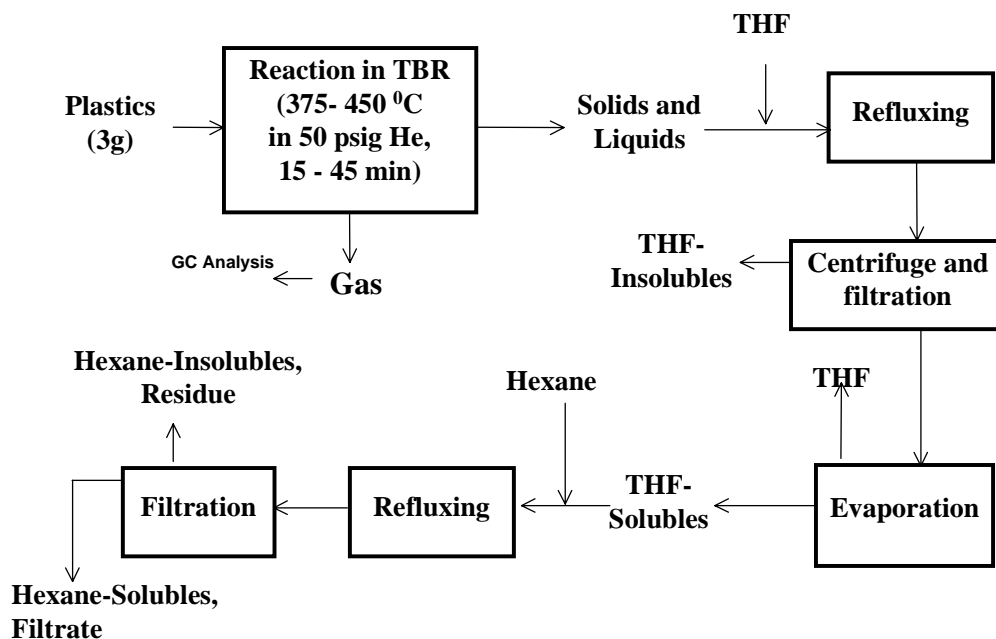 THF
Plastics
(3g)
Reaction in TBR
(375- 450 ⁰C
in 50 psig He,
15 - 45 min)
Solids and
Liquids
Refluxing
GC Analysis
Gas
THF-
Insolubles
Centrifuge and
filtration
Hexane-Insolubles,
Residue
Hexane
THF
Filtration
Refluxing
THF-
Solubles
Evaporation
Hexane-Solubles,
Filtrate